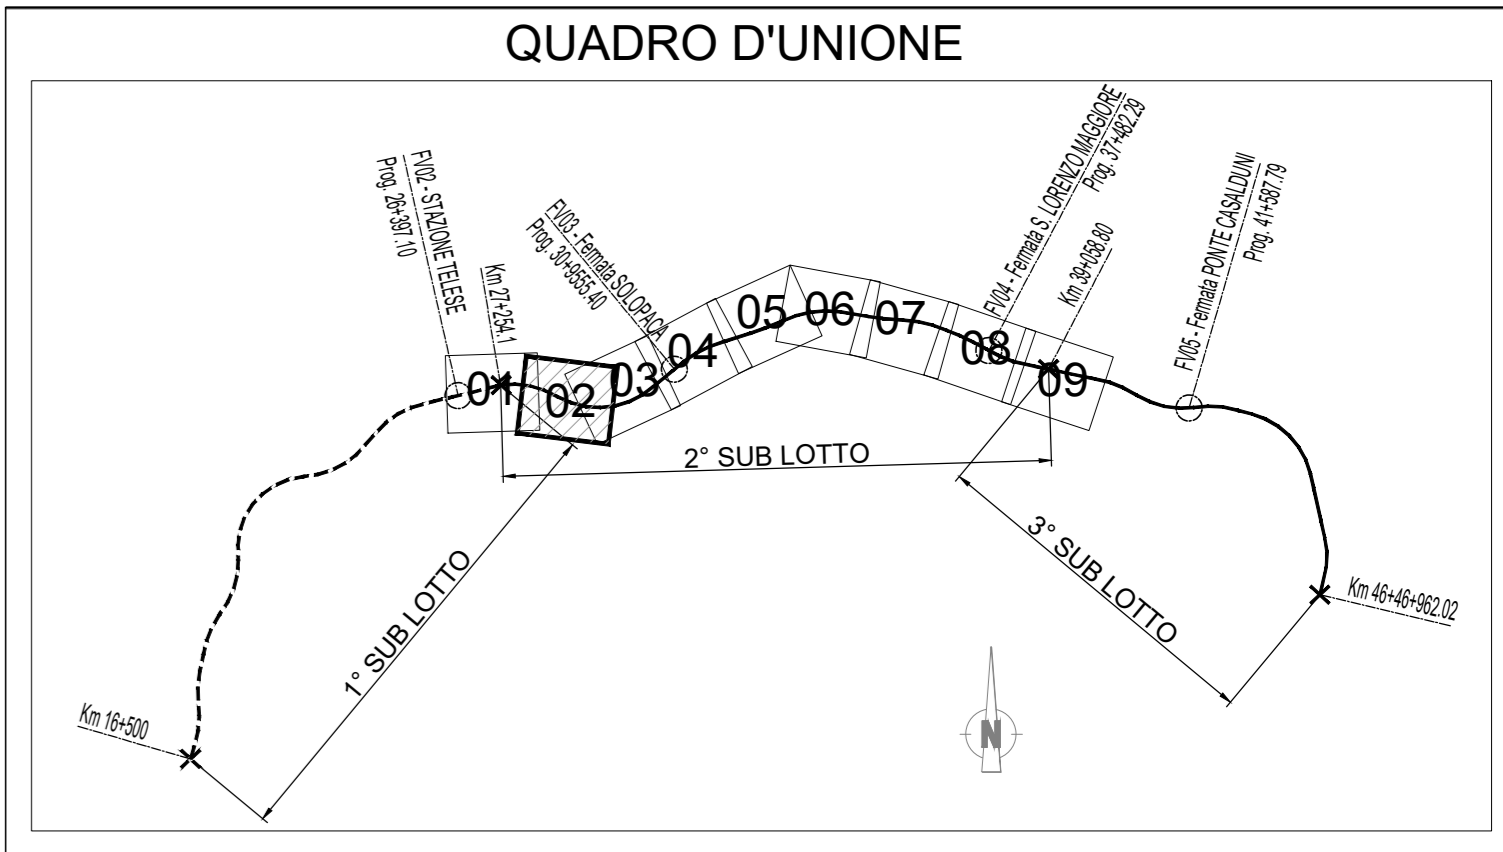 QUADRO D'UNIONE
FV02 - STAZIONE TELESE
Prog. 26+397.10
Km 27+254.1
FV03 - Fermata SOLOPACA
Prog. 30+9555.40
FV04 - Fermata S. LORENZO MAGGIORE
Prog. 37+482.29
Km 39+058.80
FV05 - Fermata PONTE CASALDUNI
Prog. 41+587.79
01
02
03
04
05
06
07
08
09
2° SUB LOTTO
1° SUB LOTTO
3° SUB LOTTO
Km 46+46+962.02
Km 16+500
N